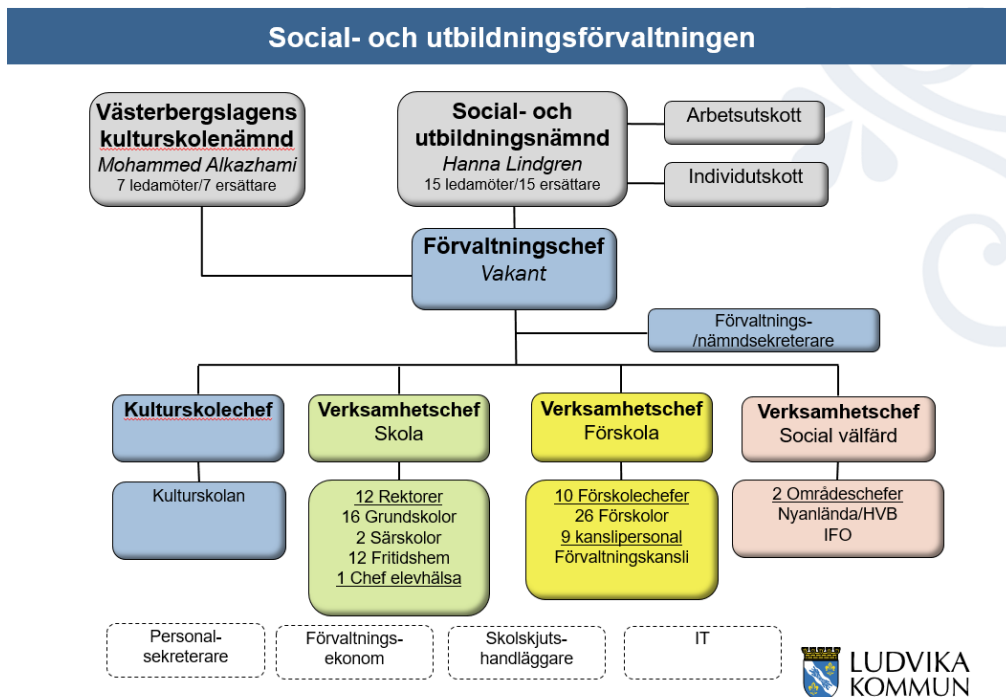 Social- och utbildningsförvaltningen
Västerbergslagens
kulturskolenämnd
Mohammed Alkazhami
7 ledamöter/7 ersättare
Social- och
utbildningsnämnd
Hanna Lindgren
15 ledamöter/15 ersättare
Arbetsutskott
Individutskott
Förvaltningschef
Vakant
Förvaltnings-
/nämndsekreterare
Kulturskolechef
Verksamhetschef
Skola
Verksamhetschef
Förskola
Verksamhetschef
Social välfärd
Kulturskolan
12 Rektorer
16 Grundskolor
2 Särskolor
12 Fritidshem
1 Chef elevhälsa
10 Förskolechefer
26 Förskolor
9 kanslipersonal
Förvaltningskansli
2 Områdeschefer
Nyanlända/HVB
IFO
Personal-
sekreterare
Förvaltnings-
ekonom
Skolskjuts-
handläggare
IT
LUDVIKA
KOMMUN